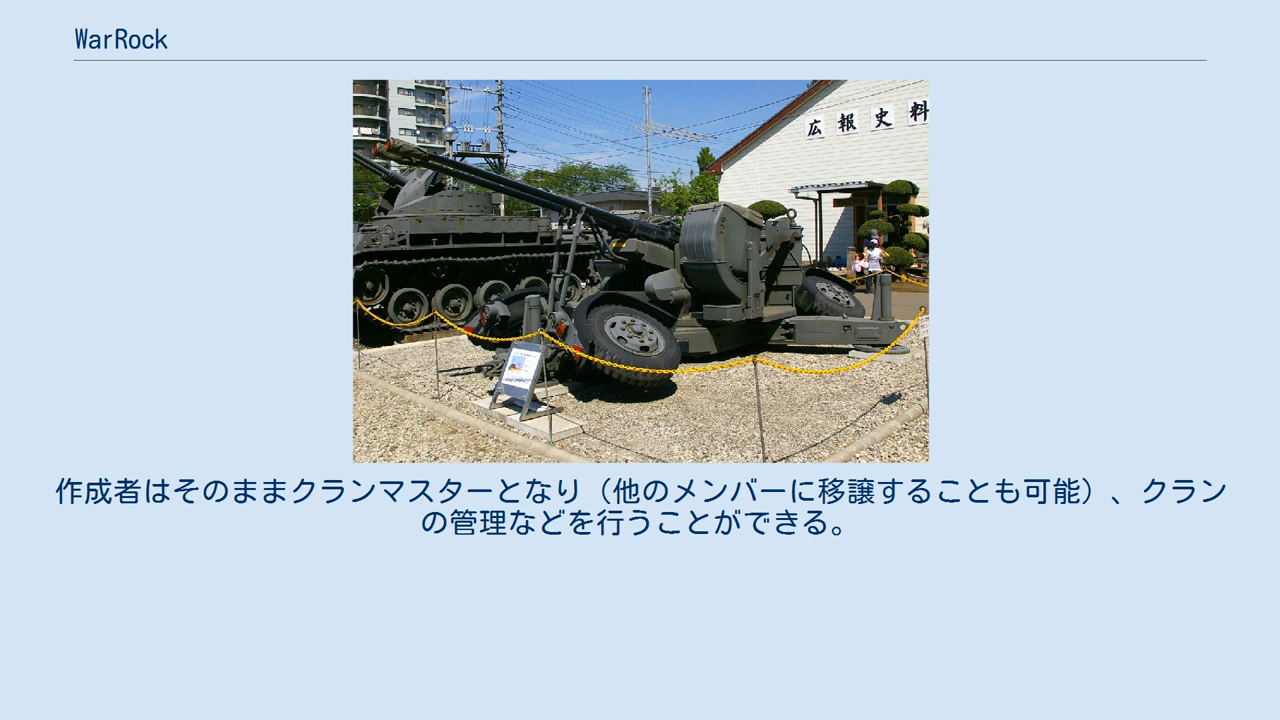 WarRock
広報史料
作成者はそのままクランマスターとなり（他のメンバーに移譲することも可能）、クラン
の管理などを行うことができる。